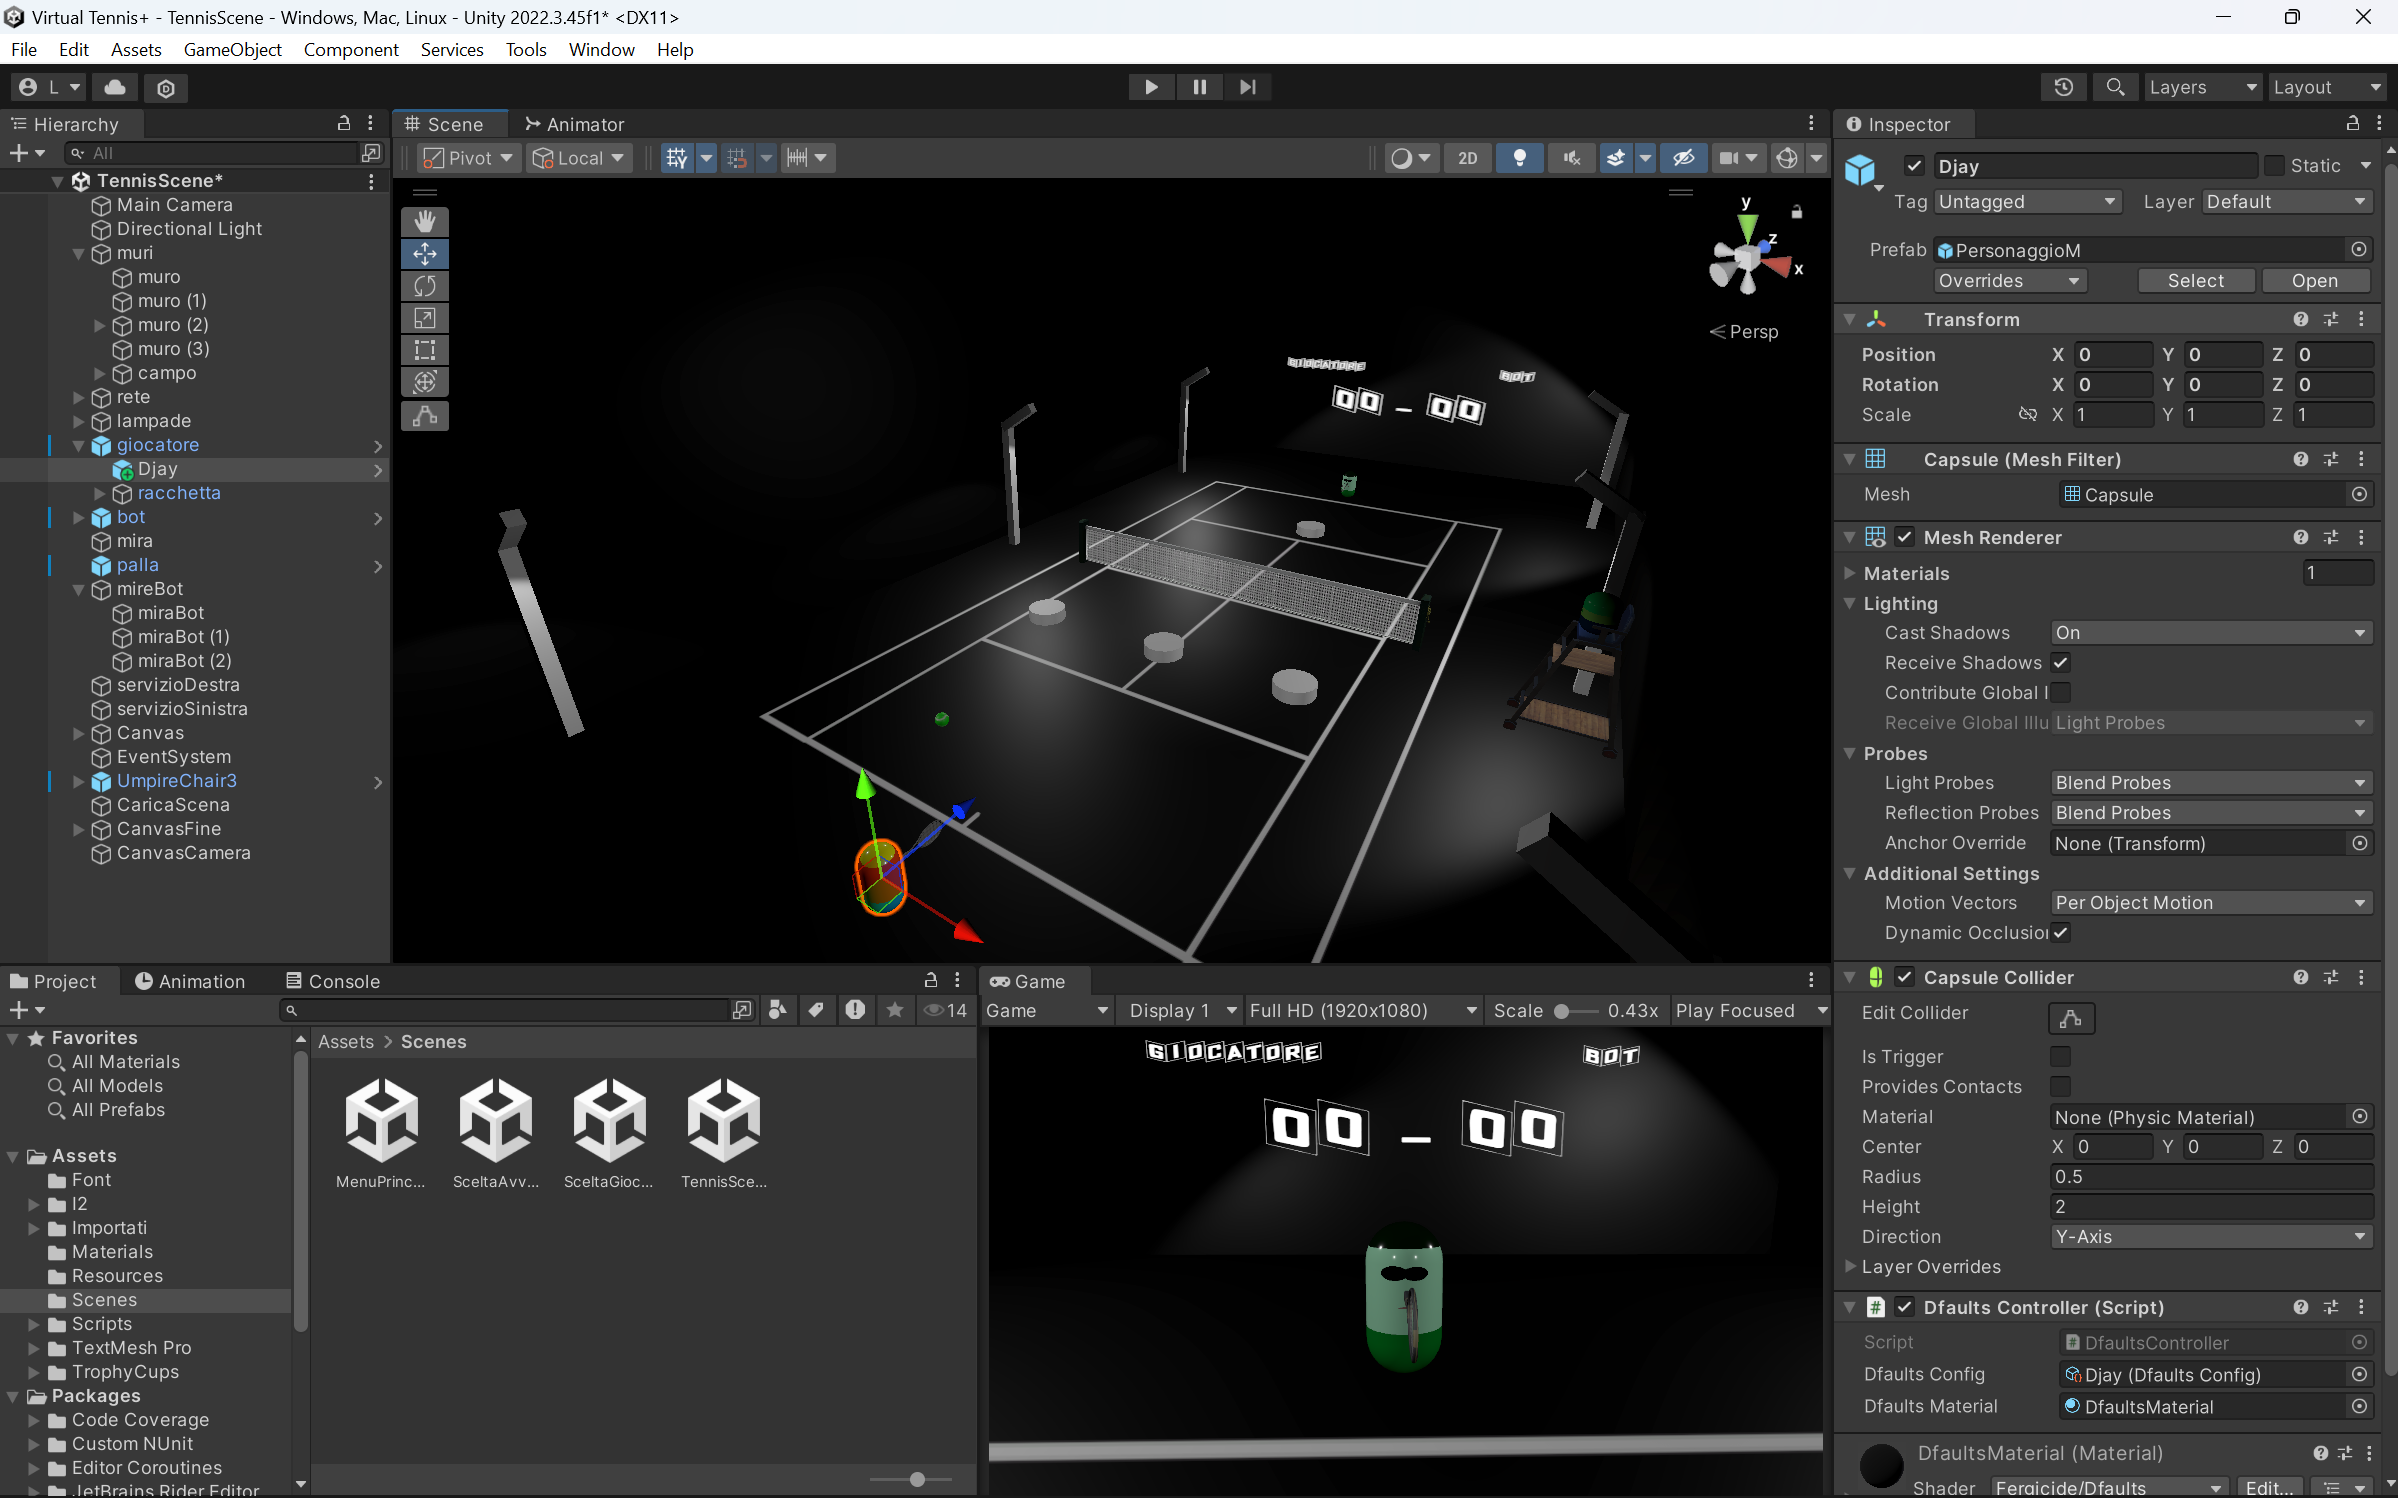 Virtual Tennis+ - TennisScene - Windows, Mac, Linux - Unity 2022.3.45f1* <DX11>
File Edit Assets GameObject Component Services Tools Window Help
L
Layers Layout
Hierarchy
All
TennisScene*
Main Camera
Directional Light
muri
muro
muro (1)
muro (2)
muro (3)
campo
rete
lampade
giocatore
Djay
racchetta
bot
mira
palla
mireBot
miraBot
miraBot (1)
miraBot (2)
servizioDestra
servizioSinistra
Canvas
EventSystem
UmpireChair3
CaricaScena
CanvasFine
CanvasCamera
Scene Animator
Pivot Local 2D
y
z
x
Persp
GIOCATORE BOT
00 - 00
Inspector
Djay Static
Tag Untagged Layer Default
Prefab PersonaggioM
Overrides Select Open
Transform
Position X 0 Y 0 Z 0
Rotation X 0 Y 0 Z 0
Scale X 1 Y 1 Z 1
Capsule (Mesh Filter)
Mesh Capsule
Mesh Renderer
Materials 1
Lighting
Cast Shadows On
Receive Shadows
Contribute Global I
Receive Global Illu Light Probes
Probes
Light Probes Blend Probes
Reflection Probes Blend Probes
Anchor Override None (Transform)
Additional Settings
Motion Vectors Per Object Motion
Dynamic Occlusion
Capsule Collider
Edit Collider
Is Trigger
Provides Contacts
Material None (Physic Material)
Center X 0 Y 0 Z 0
Radius 0.5
Height 2
Direction Y-Axis
Layer Overrides
Dfaults Controller (Script)
Script DfaultsController
Dfaults Config Djay (Dfaults Config)
Dfaults Material DfaultsMaterial
DfaultsMaterial (Material)
Shader Fergicide/Dfaults Edit...
Project Animation Console
14
Favorites
All Materials
All Models
All Prefabs
Assets
Font
I2
Importati
Materials
Resources
Scenes
Scripts
TextMesh Pro
TrophyCups
Packages
Code Coverage
Custom NUnit
Editor Coroutines
JetBrains Rider Editor
Assets > Scenes
MenuPrinc... SceltaAvv... SceltaGioc... TennisSce...
Game
Game Display 1 Full HD (1920x1080) Scale 0.43x Play Focused
GIOCATORE BOT
00 - 00